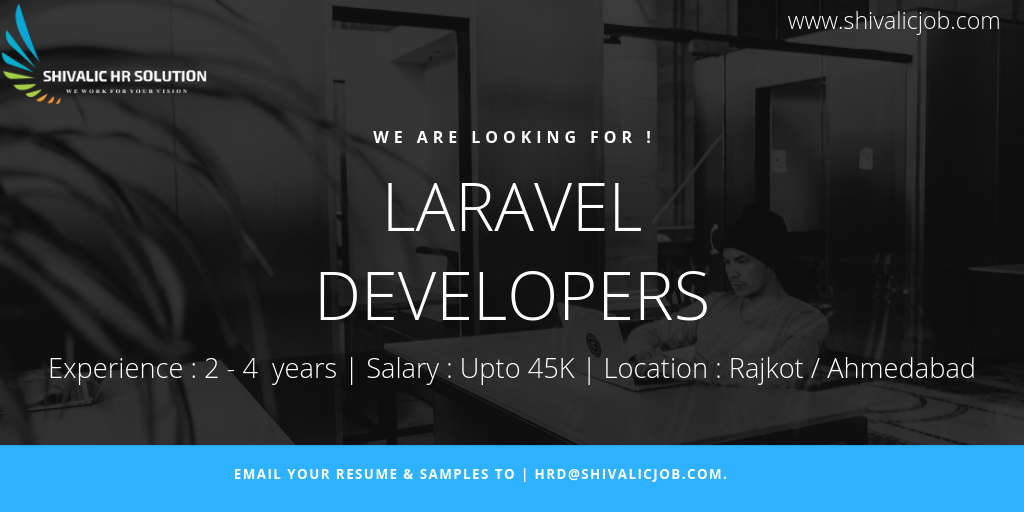 www.shivalicjob.com
SHIVALIC HR SOLUTION
WE WORK FOR YOUR VISION
WE ARE LOOKING FOR !
LARAVEL
DEVELOPERS
Experience : 2 - 4 years | Salary : Upto 45K | Location : Rajkot / Ahmedabad
EMAIL YOUR RESUME & SAMPLES TO | HRD@SHIVALICJOB.COM.